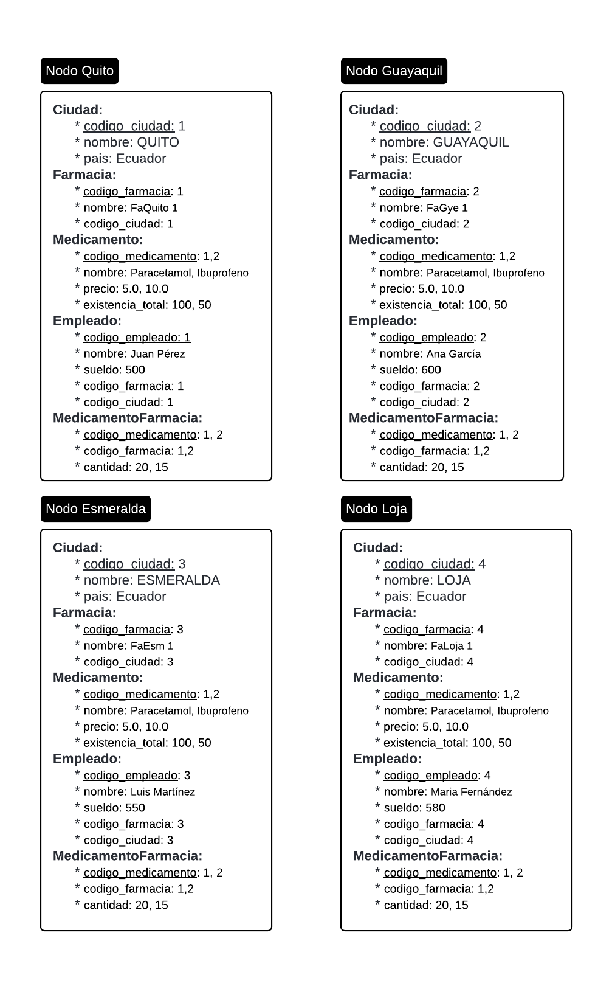 Nodo Quito
Ciudad:
* codigo_ciudad: 1
* nombre: QUITO
* pais: Ecuador
Farmacia:
* codigo_farmacia: 1
* nombre: FaQuito 1
* codigo_ciudad: 1
Medicamento:
* codigo_medicamento: 1,2
* nombre: Paracetamol, Ibuprofeno
* precio: 5.0, 10.0
* existencia_total: 100, 50
Empleado:
* codigo_empleado: 1
* nombre: Juan Pérez
* sueldo: 500
* codigo_farmacia: 1
* codigo_ciudad: 1
MedicamentoFarmacia:
* codigo_medicamento: 1, 2
* codigo_farmacia: 1,2
* cantidad: 20, 15
Nodo Guayaquil
Ciudad:
* codigo_ciudad: 2
* nombre: GUAYAQUIL
* pais: Ecuador
Farmacia:
* codigo_farmacia: 2
* nombre: FaGye 1
* codigo_ciudad: 2
Medicamento:
* codigo_medicamento: 1,2
* nombre: Paracetamol, Ibuprofeno
* precio: 5.0, 10.0
* existencia_total: 100, 50
Empleado:
* codigo_empleado: 2
* nombre: Ana García
* sueldo: 600
* codigo_farmacia: 2
* codigo_ciudad: 2
MedicamentoFarmacia:
* codigo_medicamento: 1, 2
* codigo_farmacia: 1,2
* cantidad: 20, 15
Nodo Esmeralda
Ciudad:
* codigo_ciudad: 3
* nombre: ESMERALDA
* pais: Ecuador
Farmacia:
* codigo_farmacia: 3
* nombre: FaEsm 1
* codigo_ciudad: 3
Medicamento:
* codigo_medicamento: 1,2
* nombre: Paracetamol, Ibuprofeno
* precio: 5.0, 10.0
* existencia_total: 100, 50
Empleado:
* codigo_empleado: 3
* nombre: Luis Martínez
* sueldo: 550
* codigo_farmacia: 3
* codigo_ciudad: 3
MedicamentoFarmacia:
* codigo_medicamento: 1, 2
* codigo_farmacia: 1,2
* cantidad: 20, 15
Nodo Loja
Ciudad:
* codigo_ciudad: 4
* nombre: LOJA
* pais: Ecuador
Farmacia:
* codigo_farmacia: 4
* nombre: FaLoja 1
* codigo_ciudad: 4
Medicamento:
* codigo_medicamento: 1,2
* nombre: Paracetamol, Ibuprofeno
* precio: 5.0, 10.0
* existencia_total: 100, 50
Empleado:
* codigo_empleado: 4
* nombre: Maria Fernández
* sueldo: 580
* codigo_farmacia: 4
* codigo_ciudad: 4
MedicamentoFarmacia:
* codigo_medicamento: 1, 2
* codigo_farmacia: 1,2
* cantidad: 20, 15